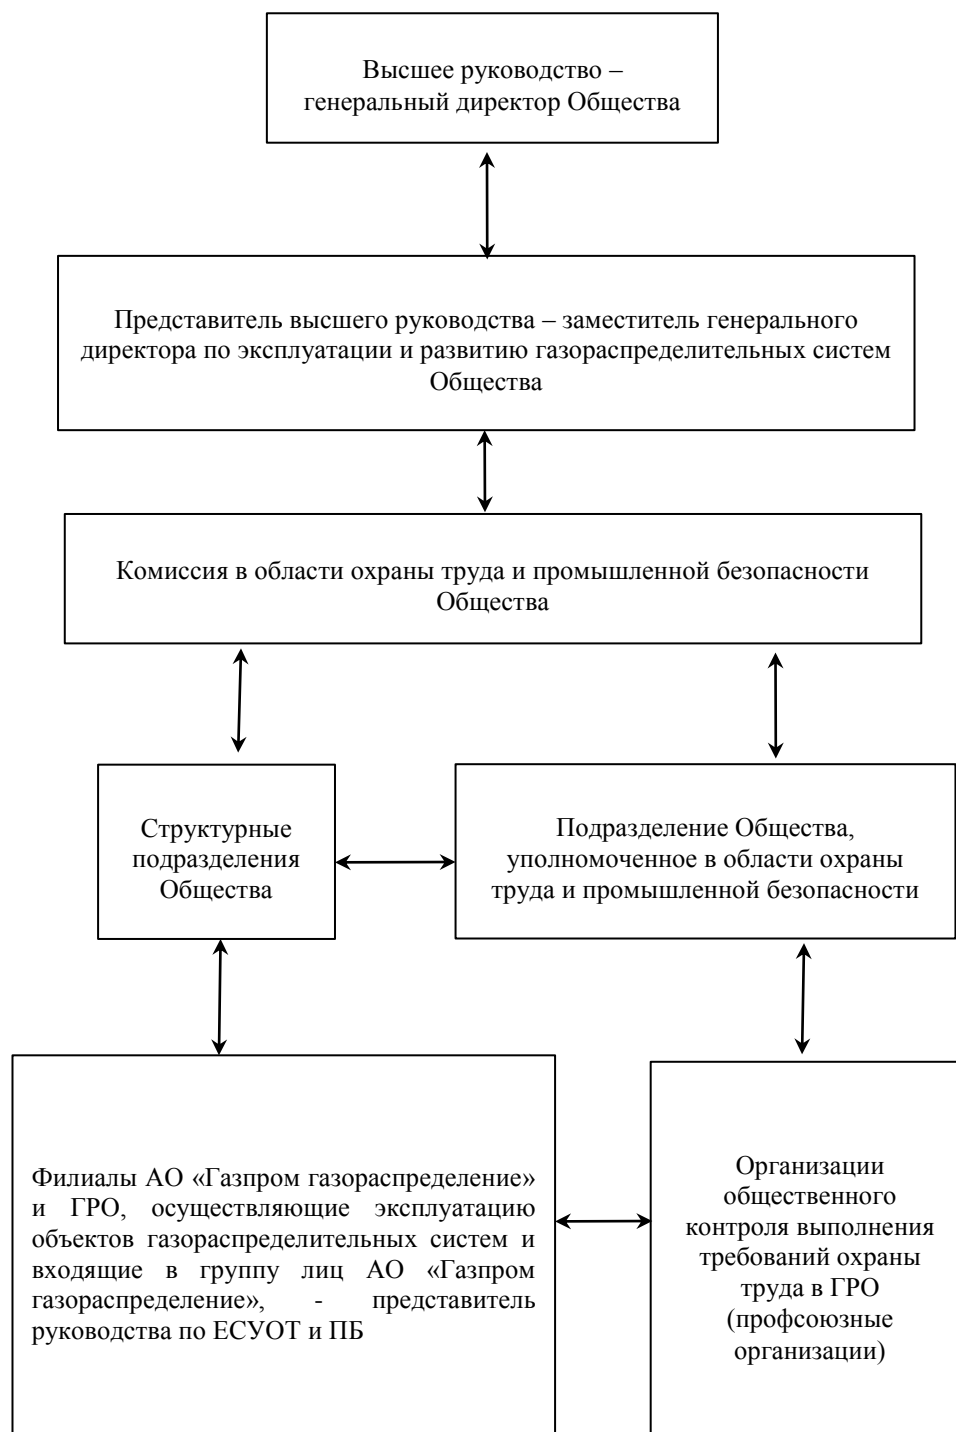 Высшее руководство –
генеральный директор Общества
Представитель высшего руководства – заместитель генерального
директора по эксплуатации и развитию газораспределительных систем
Общества
Комиссия в области охраны труда и промышленной безопасности
Общества
Структурные
подразделения
Общества
Подразделение Общества,
уполномоченное в области охраны
труда и промышленной безопасности
Филиалы АО «Газпром газораспределение»
и ГРО, осуществляющие эксплуатацию
объектов газораспределительных систем и
входящие в группу лиц АО «Газпром
газораспределение», - представитель
руководства по ЕСУОТ и ПБ
Организации
общественного
контроля выполнения
требований охраны
труда в ГРО
(профсоюзные
организации)